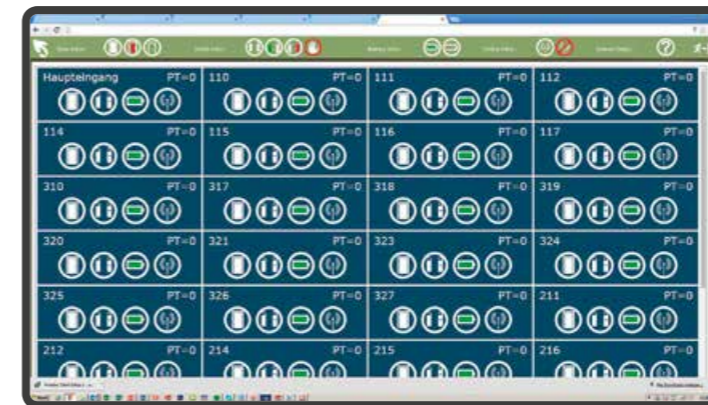 Haupteingang PT=0 110 PT=0 111 PT=0 112 PT=0
114 PT=0 115 PT=0 116 PT=0 117 PT=0
310 PT=0 317 PT=0 318 PT=0 319 PT=0
320 PT=0 321 PT=0 323 PT=0 324 PT=0
325 PT=0 326 PT=0 327 PT=0 211 PT=0
212 PT=0 214 PT=0 215 PT=0 216 PT=0